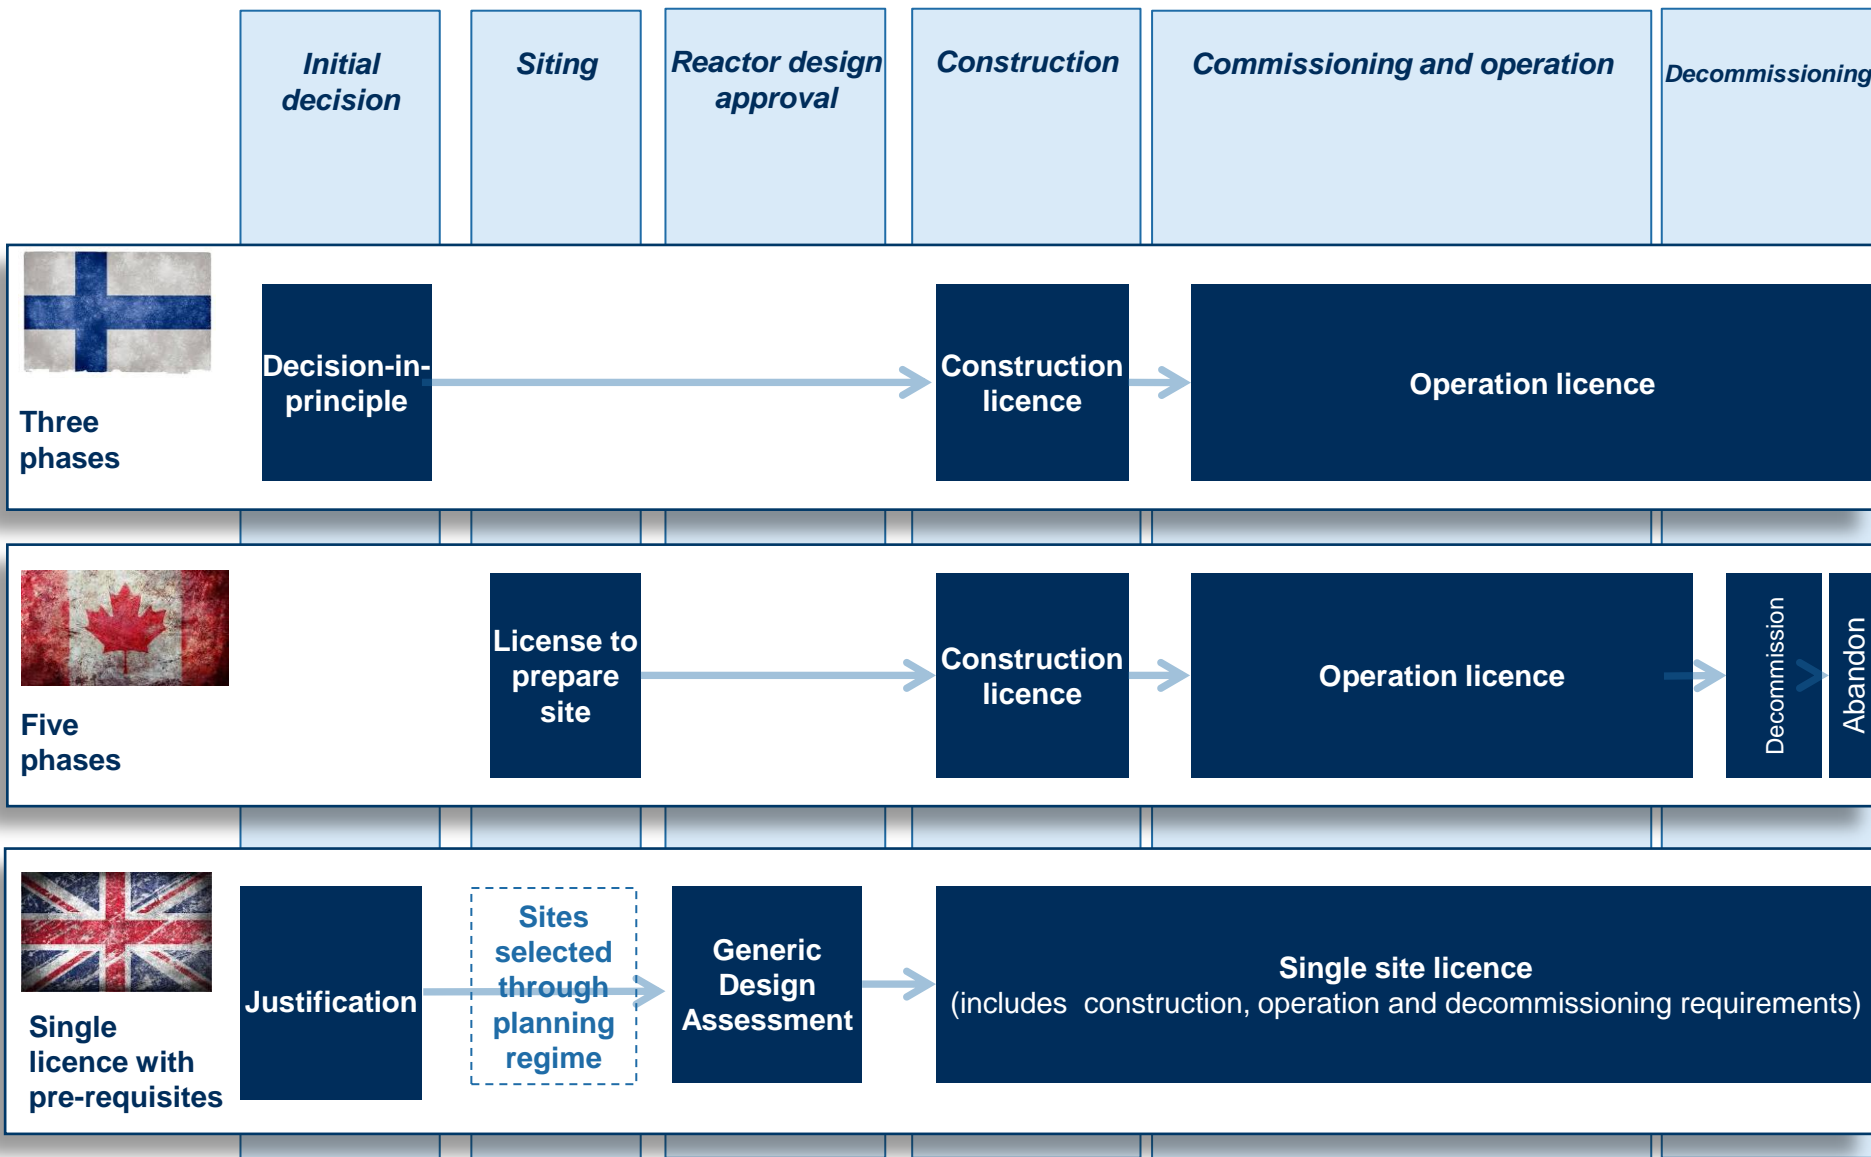 Initial
decision
Siting
Reactor design
approval
Construction
Commissioning and operation
Decommissioning
Three
phases
Decision-in-
principle
Construction
licence
Operation licence
Five
phases
License to
prepare
site
Construction
licence
Operation licence
Decommission
Abandon
Single
licence with
pre-requisites
Justification
Sites
selected
through
planning
regime
Generic
Design
Assessment
Single site licence
(includes construction, operation and decommissioning requirements)